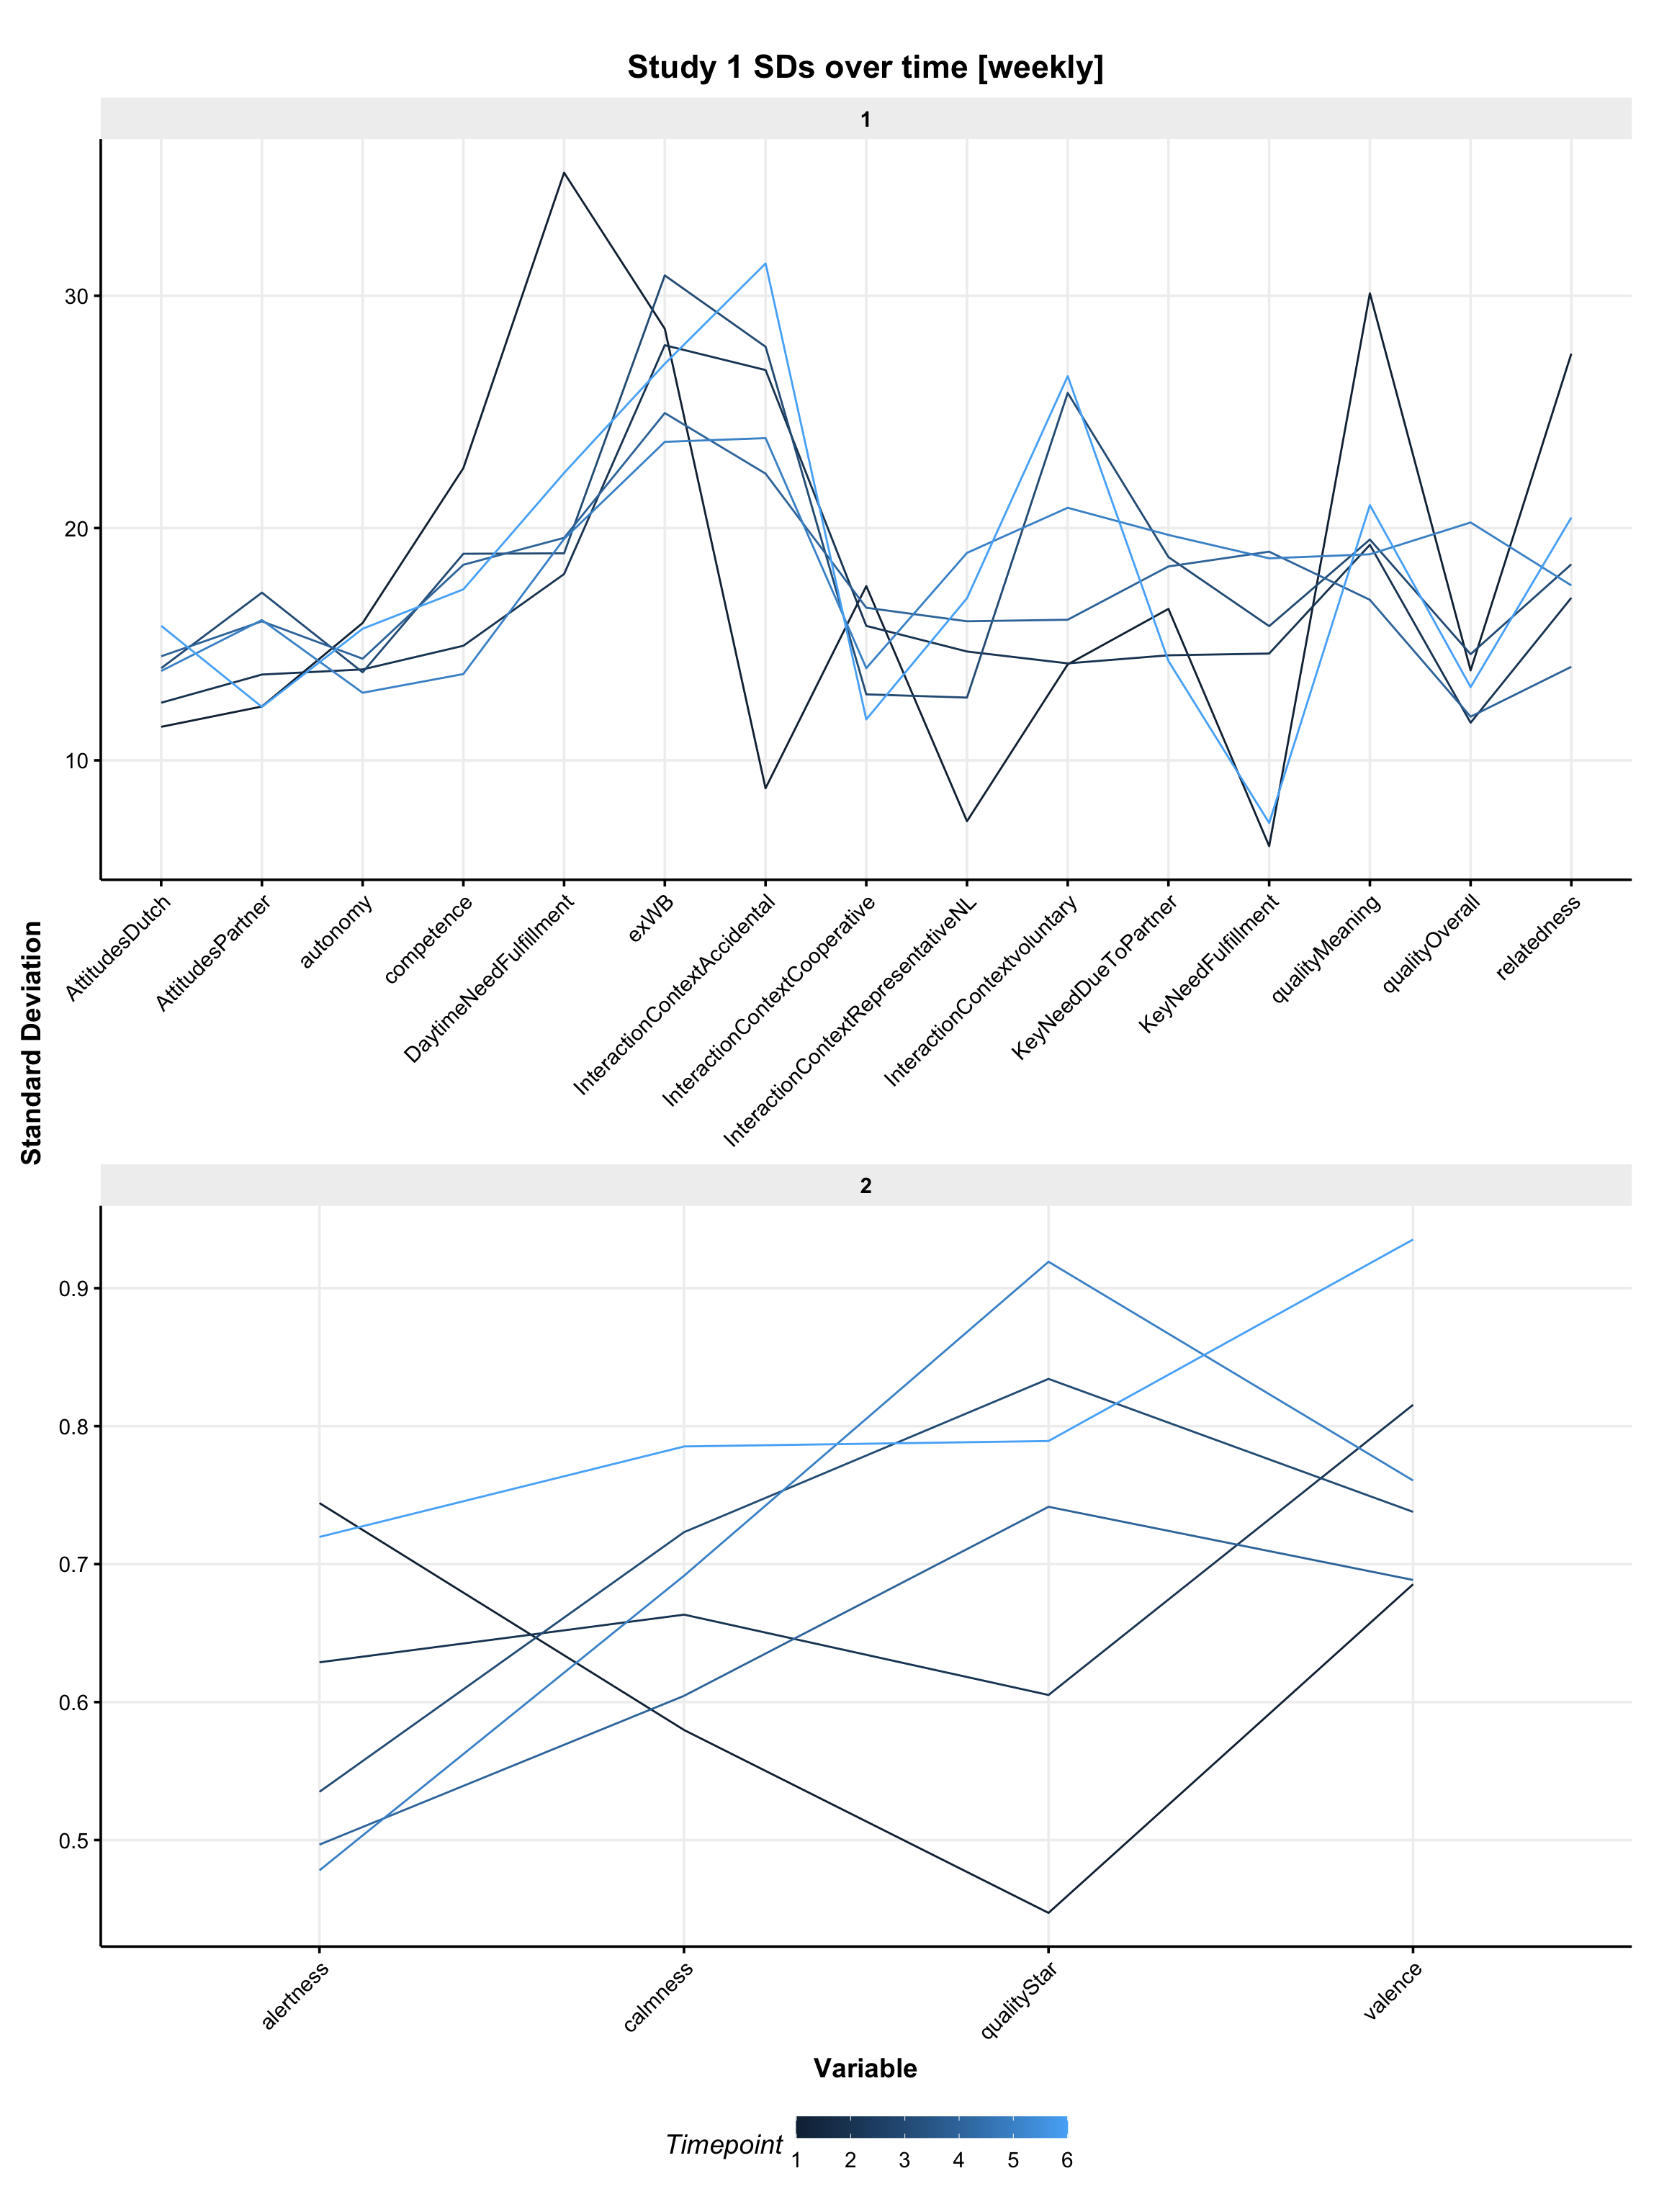 Study 1 SDs over time [weekly]
1
30
20
10
AttitudesDutch
AttitudesPartner
autonomy
competence
DaytimeNeedFulfillment
exWB
InteractionContextAccidental
InteractionContextCooperative
InteractionContextRepresentativeNL
InteractionContextvoluntary
KeyNeedDueToPartner
KeyNeedFulfillment
qualityMeaning
qualityOverall
relatedness
Standard Deviation
2
0.9
0.8
0.7
0.6
0.5
alertness
calmness
qualityStar
valence
Variable
Timepoint
1 2 3 4 5 6